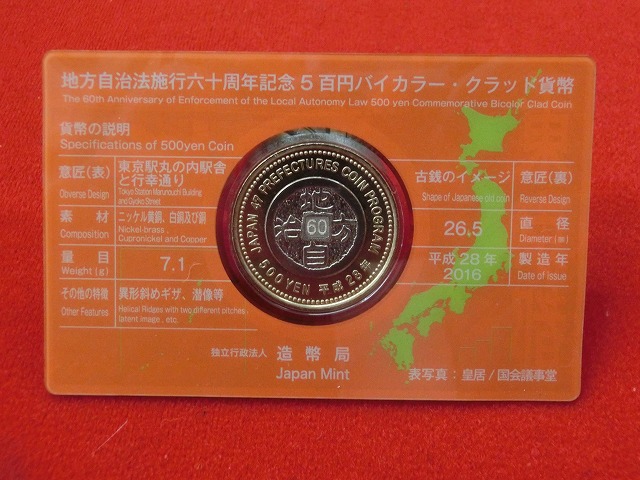 地方自治法施行六十周年記念5百円バイカラー・クラッド貨幣
The 60th Anniversary of Enforcement of the Local Autonomy Law 500 yen Commemorative Bicolor Clad Coin
貨幣の説明
Specifications of 500yen Coin
意匠(表)
Obverse Design
東京駅丸の内駅舎
と行幸通り
Tokyo Station Marunouchi Building
and Gyoko Street
素材
Composition
ニッケル黄銅、白銅及び銅
Nickel-brass,
Cupronickel and Copper
量目
Weight (g)
7.1
その他の特徴
Other Features
異形斜めギザ、潜像等
Helical Ridges with two different pitches,
latent image, etc.
JAPAN 47 PREFECTURES COIN PROGRAM
地方自治
60
500YEN 平成28年
古銭のイメージ
Shape of Japanese old coin
意匠(裏)
Reverse Design
26.5
直径
Diameter (㎜)
平成28年
2016
製造年
Date of Issue
独立行政法人 造幣局
Japan Mint
表写真:皇居/国会議事堂